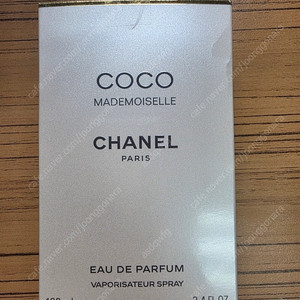 COCO
MADEMOISELLE
CHANEL
PARIS
EAU DE PARFUM
VAPORISATEUR SPRAY
3.4 FL.OZ